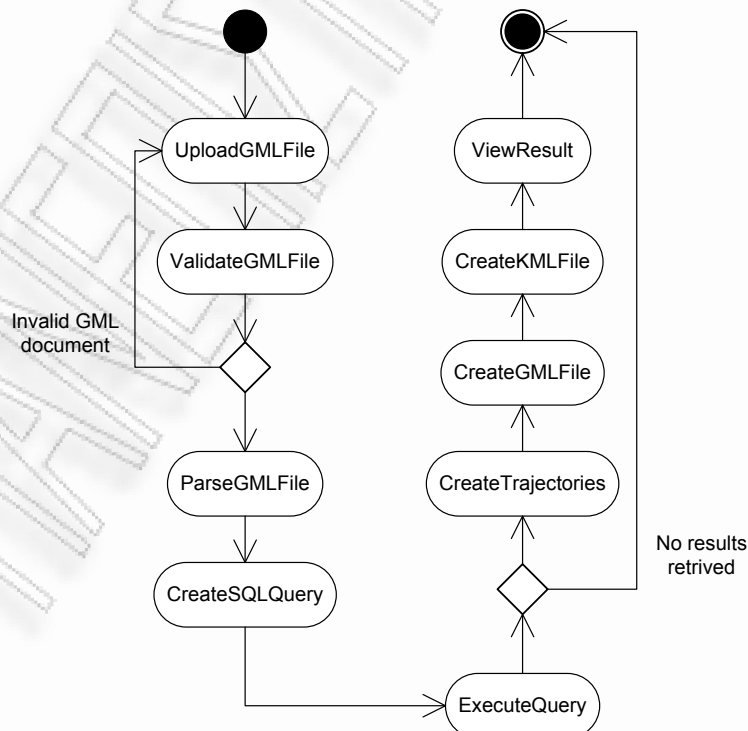 UploadGMLFile
ValidateGMLFile
Invalid GML
document
ParseGMLFile
CreateSQLQuery
ViewResult
CreateKMLFile
CreateGMLFile
CreateTrajectories
No results
retrived
ExecuteQuery